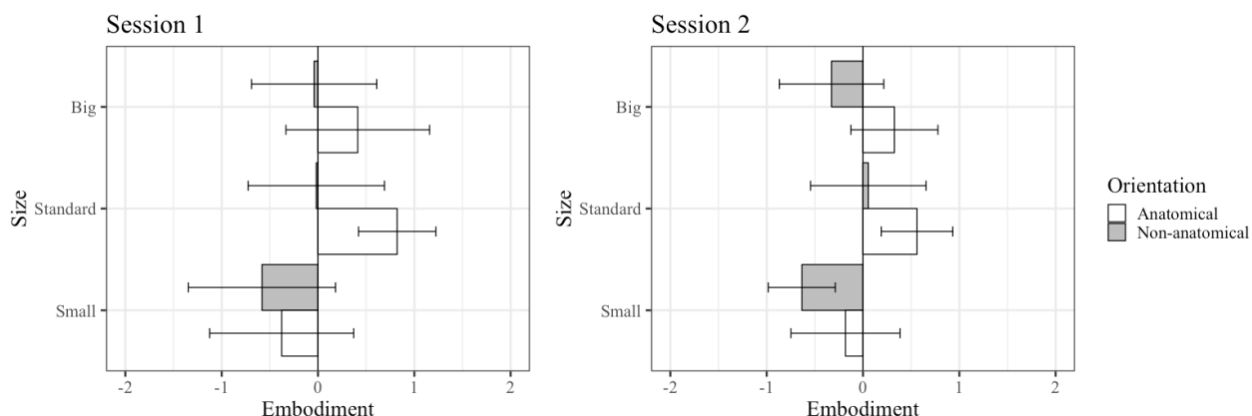 Session 1
Session 2
Size
Big
Standard
Small
-2 -1 0 1 2
Embodiment
Size
Big
Standard
Small
-2 -1 0 1 2
Embodiment
Orientation
Anatomical
Non-anatomical